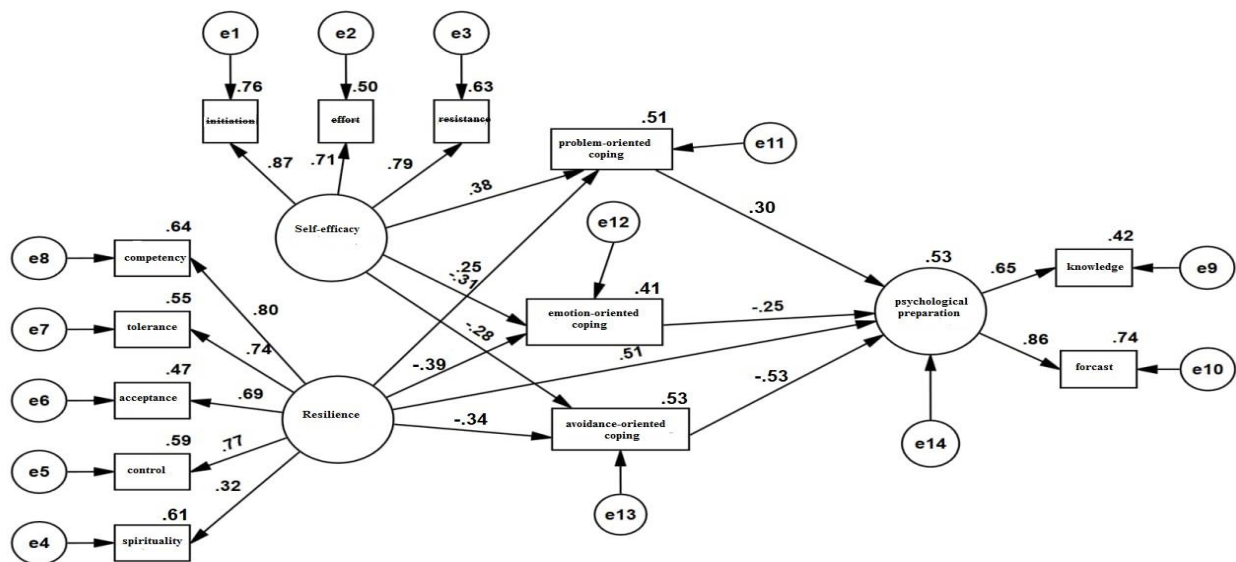 e1
e2
e3
.76
.50
.63
initiation
effort
resistance
.87
.71
.79
.51
problem-oriented
coping
e11
.38
Self-efficacy
e12
.30
.64
e8
competency
.25
-.31
.53
.42
.65
knowledge
e9
.55
e7
tolerance
.80
.41
emotion-oriented
coping
-.25
psychological
preparation
-.28
.74
.51
.86
.74
forcast
e10
.47
e6
acceptance
.69
-.39
-.53
Resilience
-.34
.53
avoidance-oriented
coping
e14
.59
e5
control
.77
.32
e13
.61
e4
spirituality